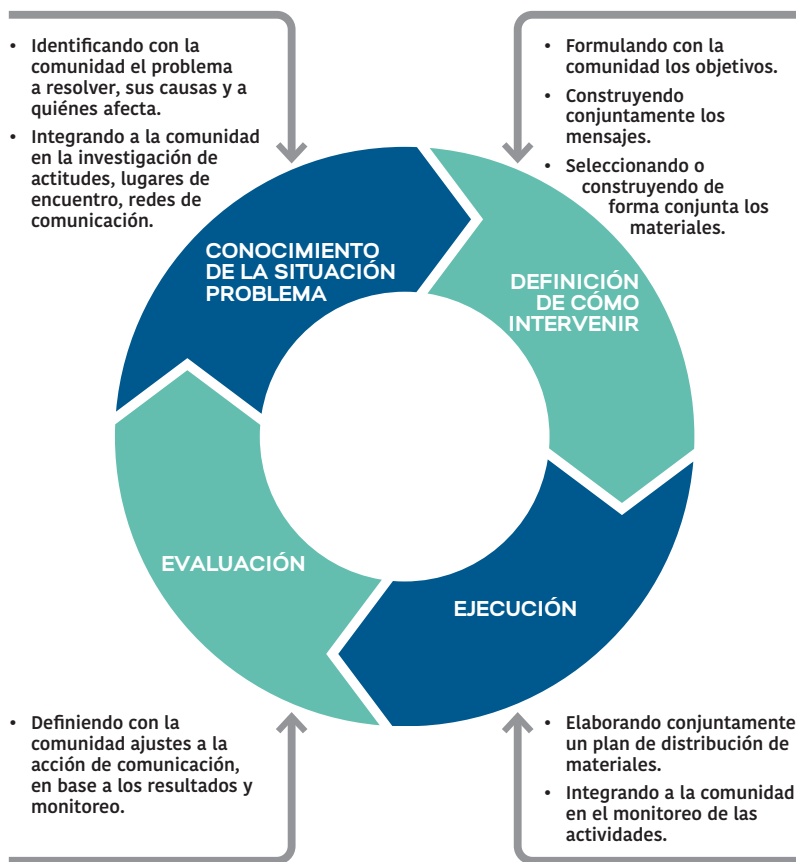 • Identificando con la
comunidad el problema
a resolver, sus causas y a
quiénes afecta.
• Integrando a la comunidad
en la investigación de
actitudes, lugares de
encuentro, redes de
comunicación.
• Formulando con la
comunidad los objetivos.
• Construyendo
conjuntamente los
mensajes.
• Seleccionando o
construyendo de
forma conjunta los
materiales.
CONOCIMIENTO
DE LA SITUACIÓN
PROBLEMA
DEFINICIÓN
DE CÓMO
INTERVENIR
EVALUACIÓN
EJECUCIÓN
• Definiendo con la
comunidad ajustes a la
acción de comunicación,
en base a los resultados y
monitoreo.
• Elaborando conjuntamente
un plan de distribución de
materiales.
• Integrando a la comunidad
en el monitoreo de las
actividades.